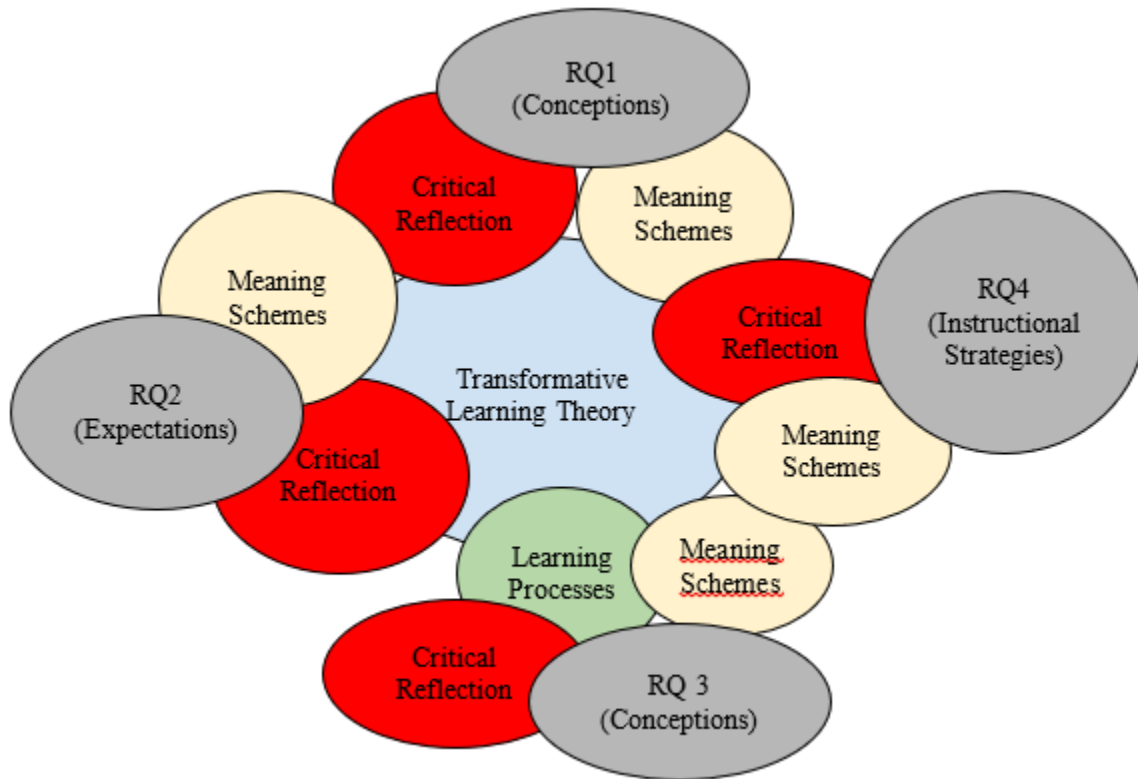 RQ1
(Conceptions)
Critical
Reflection
Meaning
Schemes
Meaning
Schemes
RQ4
(Instructional
Strategies)
Critical
Reflection
Transformative
Learning Theory
RQ2
(Expectations)
Meaning
Schemes
Critical
Reflection
Learning
Processes
Meaning
Schemes
Critical
Reflection
RQ 3
(Conceptions)